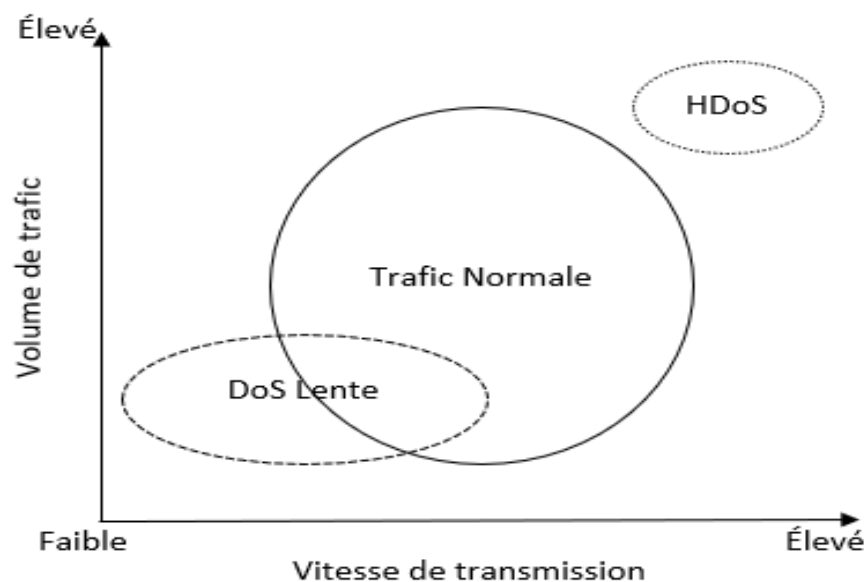 Élevé
HDoS
Volume de trafic
Trafic Normale
DoS Lente
Faible
Élevé
Vitesse de transmission